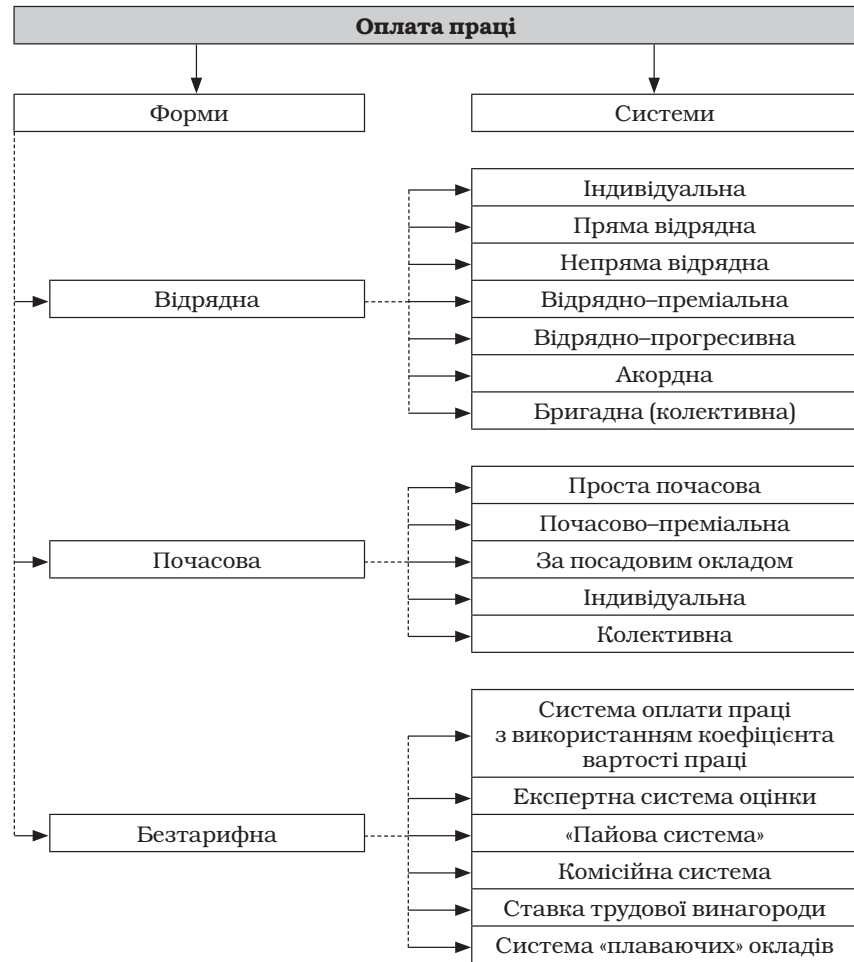 Оплата праці
Форми
Системи
Відрядна
Індивідуальна
Пряма відрядна
Непряма відрядна
Відрядно–преміальна
Відрядно–прогресивна
Акордна
Бригадна (колективна)
Почасова
Проста почасова
Почасово–преміальна
За посадовим окладом
Індивідуальна
Колективна
Безтарифна
Система оплати праці
з використанням коефіцієнта
вартості праці
Експертна система оцінки
«Пайова система»
Комісійна система
Ставка трудової винагороди
Система «плаваючих» окладів